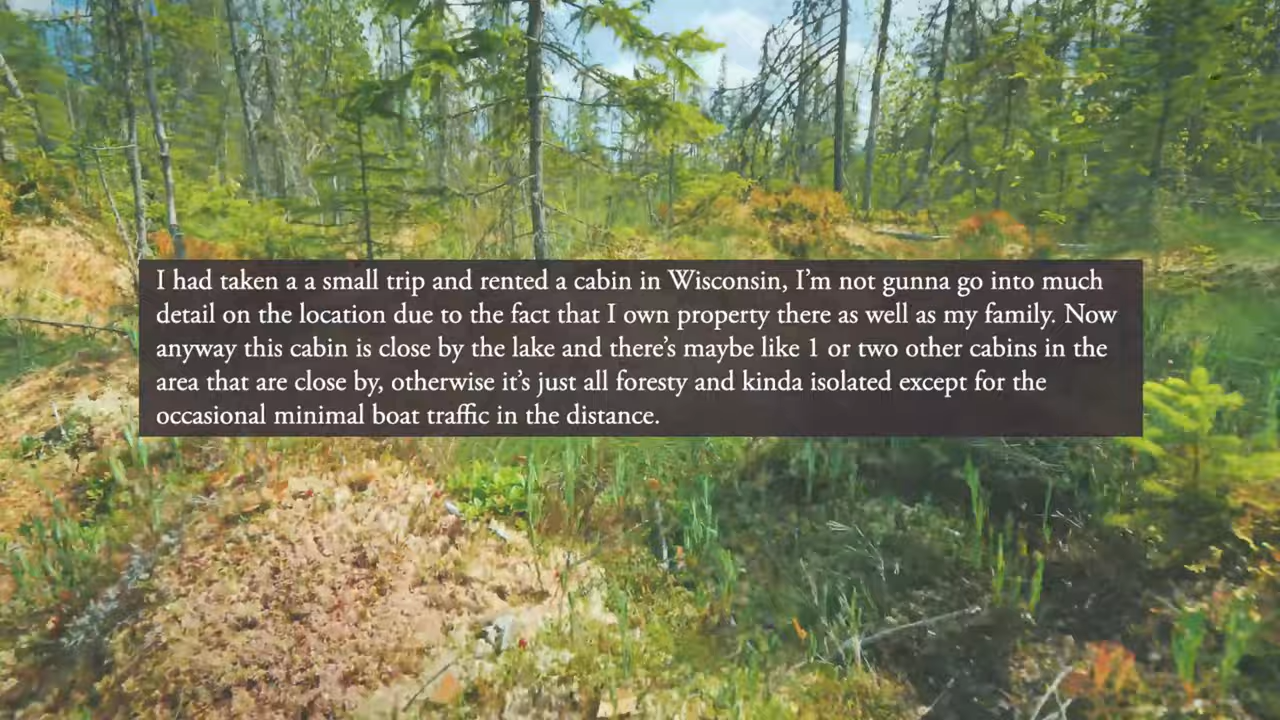 I had taken a a small trip and rented a cabin in Wisconsin, I'm not gunna go into much
detail on the location due to the fact that I own property there as well as my family. Now
anyway this cabin is close by the lake and there's maybe like 1 or two other cabins in the
area that are close by, otherwise it's just all foresty and kinda isolated except for the
occasional minimal boat traffic in the distance.